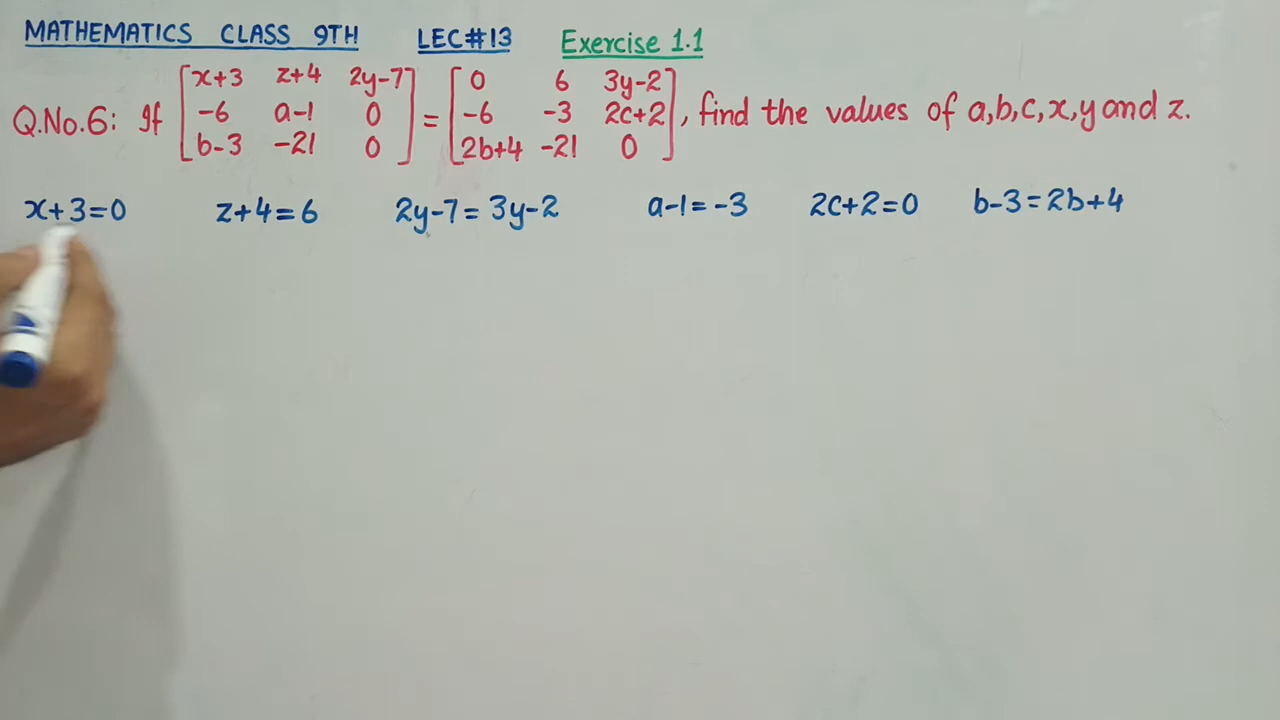 MATHEMATICS CLASS 9TH LEC#13 Exercise 1.1
Q.No.6: If [x+3 z+4 2y-7 = [0 6 3y-2
-6 a-1 0 -6 -3 2c+2
b-3 -21 0] 2b+4 -21 0], find the values of a,b,c,x,y and z.
x+3=0 z+4=6 2y-7=3y-2 a-1=-3 2c+2=0 b-3=2b+4